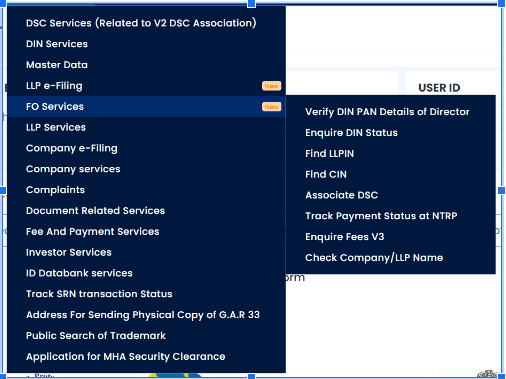 DSC Services (Related to V2 DSC Association)
DIN Services
Master Data
LLP e-Filing New
FO Services New
LLP Services
Company e-Filing
Company services
Complaints
Document Related Services
Fee And Payment Services
Investor Services
ID Databank services
Track SRN transaction Status
Address For Sending Physical Copy of G.A.R 33
Public Search of Trademark
Application for MHA Security Clearance
USER ID
Verify DIN PAN Details of Director
Enquire DIN Status
Find LLPIN
Find CIN
Associate DSC
Track Payment Status at NTRP
Enquire Fees V3
Check Company/LLP Name